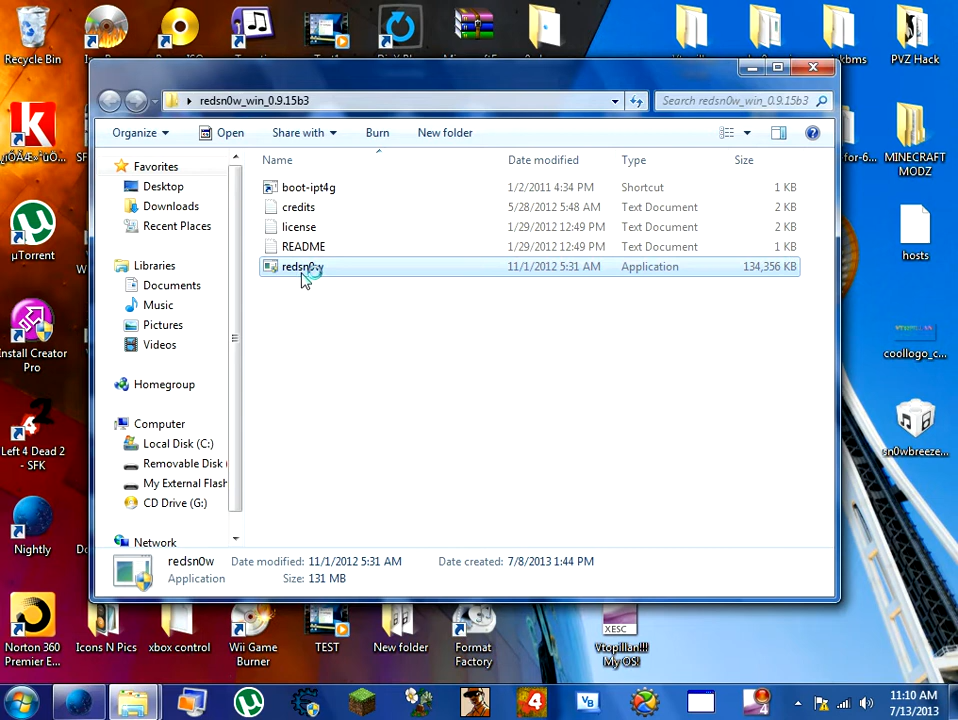 Recycle Bin
kbms
PVZ Hack
redsn0w_win_0.9.15b3
Search redsn0w_win_0.9.15b3
Organize
Open
Share with
Burn
New folder
Name
Date modified
Type
Size
Favorites
Desktop
Downloads
Recent Places
Libraries
Documents
Music
Pictures
Videos
Homegroup
Computer
Local Disk (C:)
Removable Disk
My External Flash
CD Drive (G:)
Network
boot-ipt4g 1/2/2011 4:34 PM Shortcut 1 KB
credits 5/28/2012 5:48 AM Text Document 2 KB
license 1/29/2012 12:49 PM Text Document 2 KB
README 1/29/2012 12:49 PM Text Document 1 KB
redsn0w 11/1/2012 5:31 AM Application 134,356 KB
redsn0w Date modified: 11/1/2012 5:31 AM Date created: 7/8/2013 1:44 PM
Application Size: 131 MB
µTorrent
Install Creator
Pro
Left 4 Dead 2
- SFK
Nightly
Norton 360
Premier E...
-for-6...
MINECRAFT
MODZ
hosts
coollogo_c...
sn0wbreeze...
Icons N Pics
xbox control
Wii Game
Burner
TEST
New folder
Format
Factory
XESC
Vtopillan!!!
My OS!
VB
11:10 AM
7/13/2013